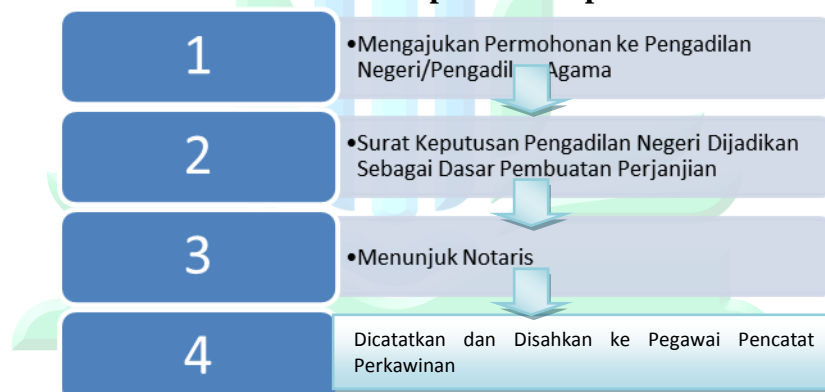 1
•Mengajukan Permohonan ke Pengadilan
Negeri/Pengadilan Agama
2
•Surat Keputusan Pengadilan Negeri Dijadikan
Sebagai Dasar Pembuatan Perjanjian
3
•Menunjuk Notaris
4
Dicatatkan dan Disahkan ke Pegawai Pencatat
Perkawinan